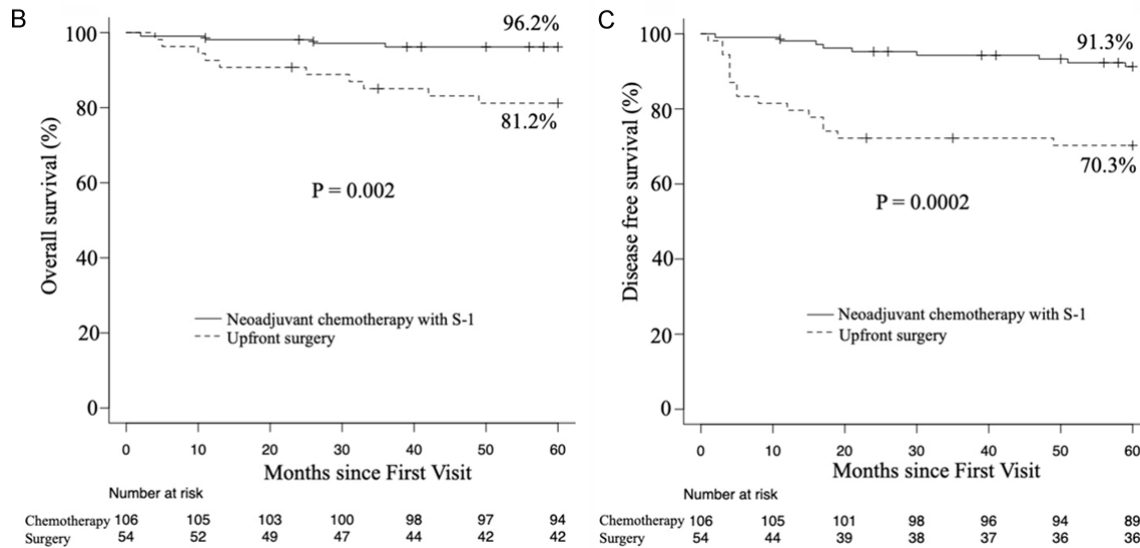 B
100
80
60
40
20
0
Overall survival (%)
96.2%
81.2%
P = 0.002
Neoadjuvant chemotherapy with S-1
Upfront surgery
0 10 20 30 40 50 60
Months since First Visit
Number at risk
Chemotherapy 106 105 103 100 98 97 94
Surgery 54 52 49 47 44 42 42
C
100
80
60
40
20
0
Disease free survival (%)
91.3%
70.3%
P = 0.0002
Neoadjuvant chemotherapy with S-1
Upfront surgery
0 10 20 30 40 50 60
Months since First Visit
Number at risk
Chemotherapy 106 105 101 98 96 94 89
Surgery 54 44 39 38 37 36 36